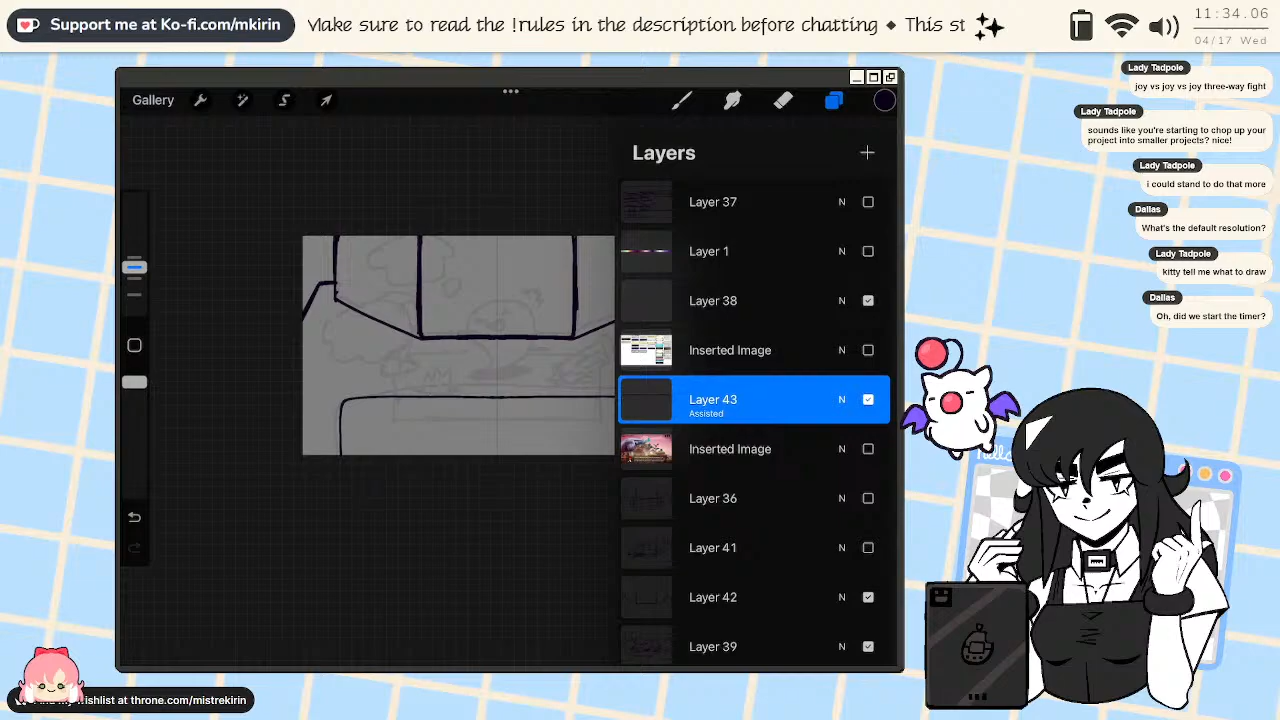 Support me at Ko-fi.com/mkirin
Make sure to read the !rules in the description before chatting ◆ This st
11:34.06
04/17 Wed
Gallery
Layers
Layer 37 N
Layer 1 N
Layer 38 N
Inserted Image N
Layer 43 N
Assisted
Inserted Image N
Layer 36 N
Layer 41 N
Layer 42 N
Layer 39 N
Lady Tadpole
joy vs joy vs joy three-way fight
Lady Tadpole
sounds like you're starting to chop up your
project into smaller projects? nice!
Lady Tadpole
i could stand to do that more
Dallas
What's the default resolution?
Lady Tadpole
kitty tell me what to draw
Dallas
Oh, did we start the timer?
wishlist at throne.com/mistrekirin